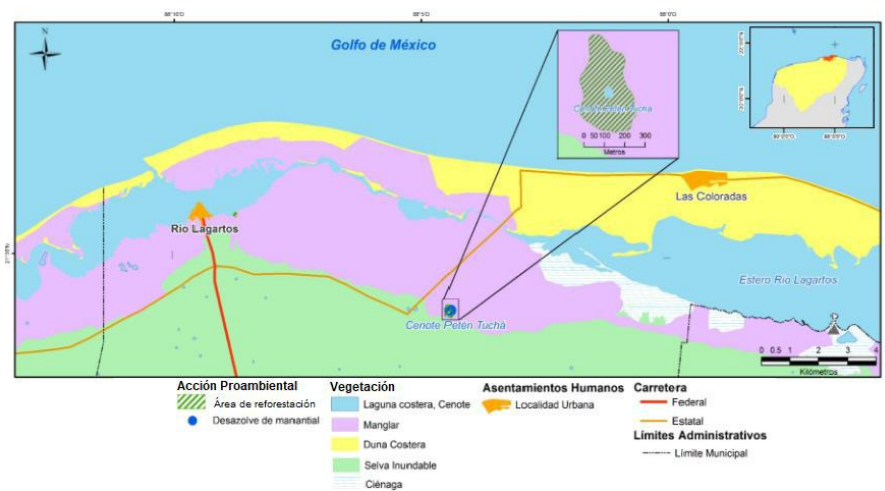 88°10'O 88°5'O 88°0'O
N
Golfo de México
Cenote Petén Tuchá
0 50 100 200 300
Metros
Las Coloradas
Río Lagartos
Estero Río Lagartos
Cenote Petén Tuchá
0 0.5 1 2 3 4
Kilómetros
Acción Proambiental
Área de reforestación
Desazolve de manantial
Vegetación
Laguna costera, Cenote
Manglar
Duna Costera
Selva Inundable
Ciénaga
Asentamientos Humanos
Localidad Urbana
Carretera
Federal
Estatal
Límites Administrativos
Límite Municipal